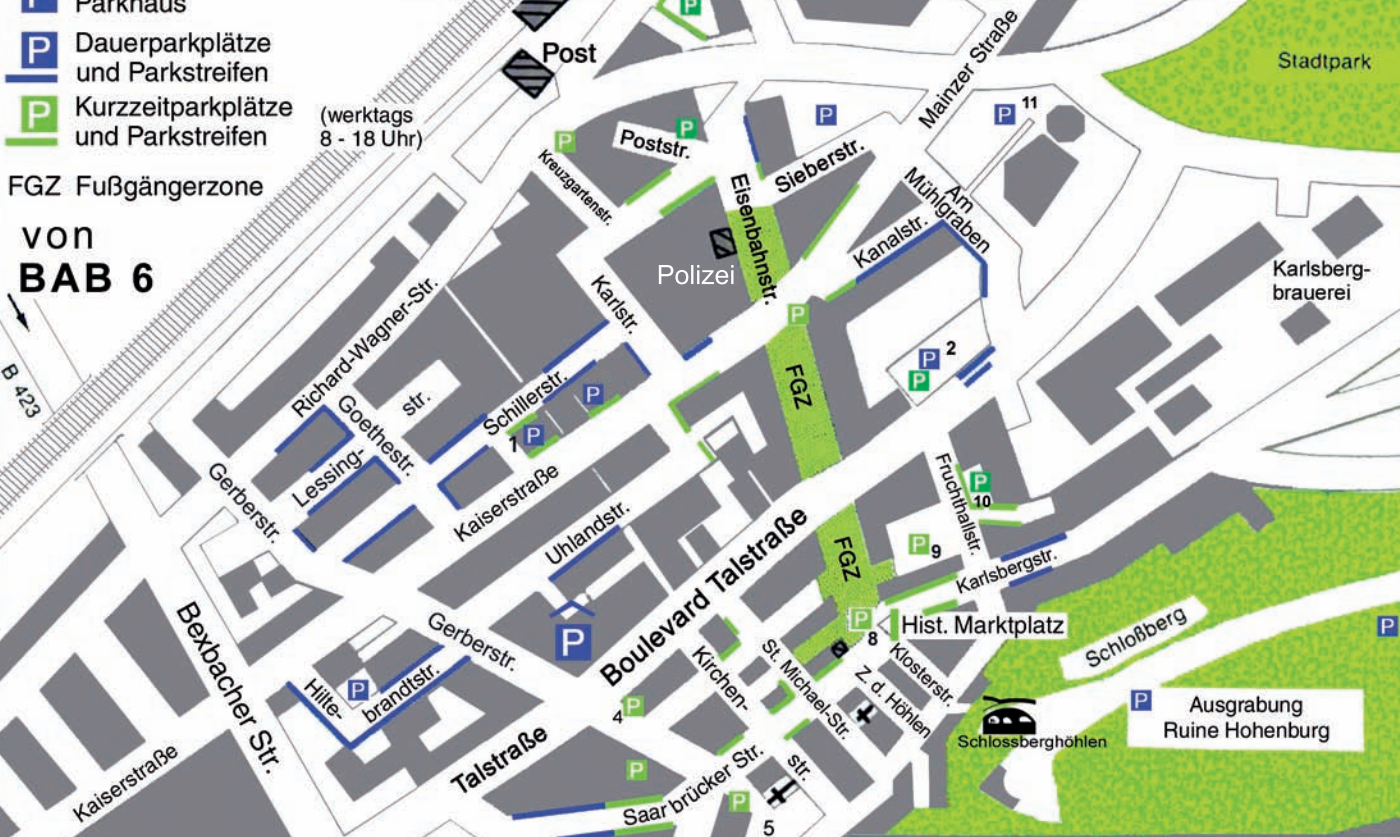 P Parkhaus
P Dauerparkplätze
und Parkstreifen
P Kurzzeitparkplätze
und Parkstreifen
(werktags
8 - 18 Uhr)
FGZ Fußgängerzone
von
BAB 6
B 423
Post
P
Mainzer Straße
Stadtpark
P
P 11
P
P
Poststr.
Kreuzgartenstr.
Sieberstr.
Eisenbahnstr.
Am
Mühlgraben
Kanalstr.
Polizei
Karlsberg-
brauerei
Karlstr.
Richard-Wagner-Str.
P
FGZ
P 2
P
Goethestr.
str.
Schillerstr.
P
1 P
Lessing-
Gerberstr.
Kaiserstraße
Uhlandstr.
Fruchthallstr.
P
10
FGZ
P 9
Boulevard Talstraße
Karlsbergstr.
Bexbacher Str.
Gerberstr.
P
P
8
Hist. Marktplatz
Schloßberg
P
Hilte-
brandtstr.
P
Kirchen-
str.
St. Michael-Str.
Z. d. Höhlen
Klosterstr.
4 P
P
Ausgrabung
Ruine Hohenburg
Schlossberghöhlen
Talstraße
Kaiserstraße
P
Saarbrücker Str.
P
5